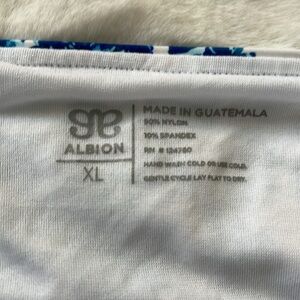 ALBION
XL
MADE IN GUATEMALA
90% NYLON
10% SPANDEX
RN # 124760
HAND WASH COLD OR USE COLD,
GENTLE CYCLE LAY FLAT TO DRY.